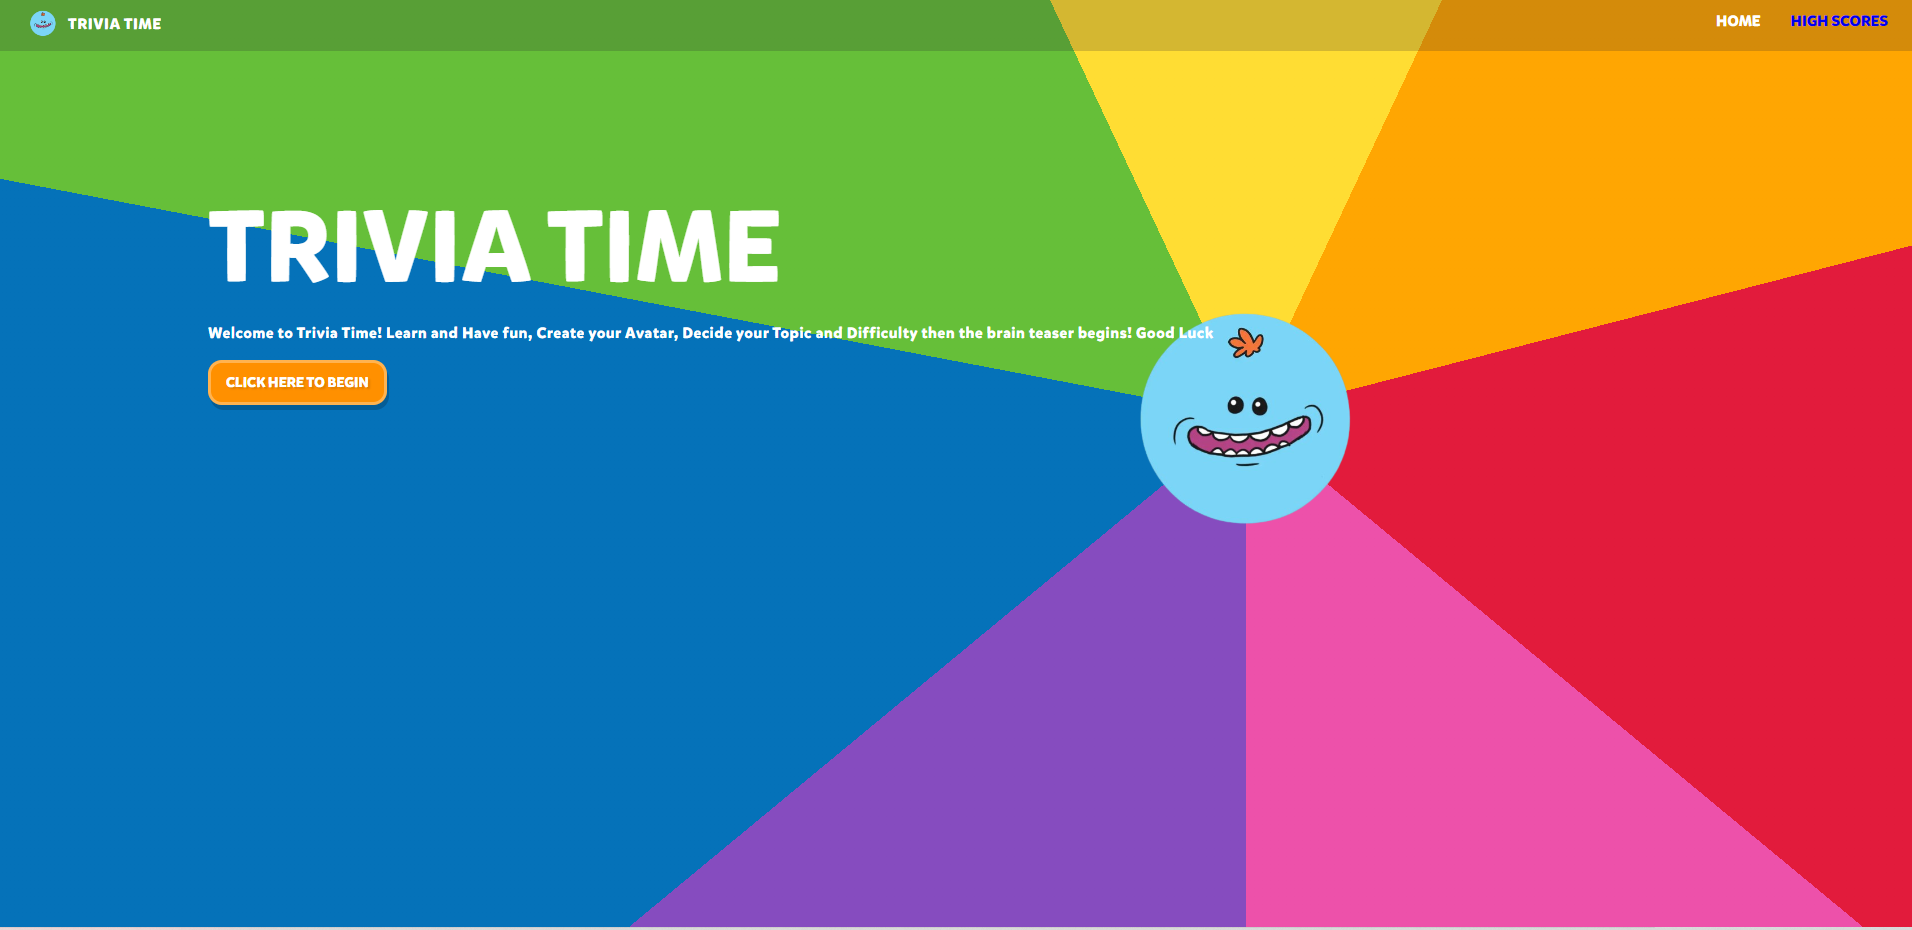 TRIVIA TIME
HOME
HIGH SCORES
TRIVIA TIME
Welcome to Trivia Time! Learn and Have fun, Create your Avatar, Decide your Topic and Difficulty then the brain teaser begins! Good Luck
CLICK HERE TO BEGIN